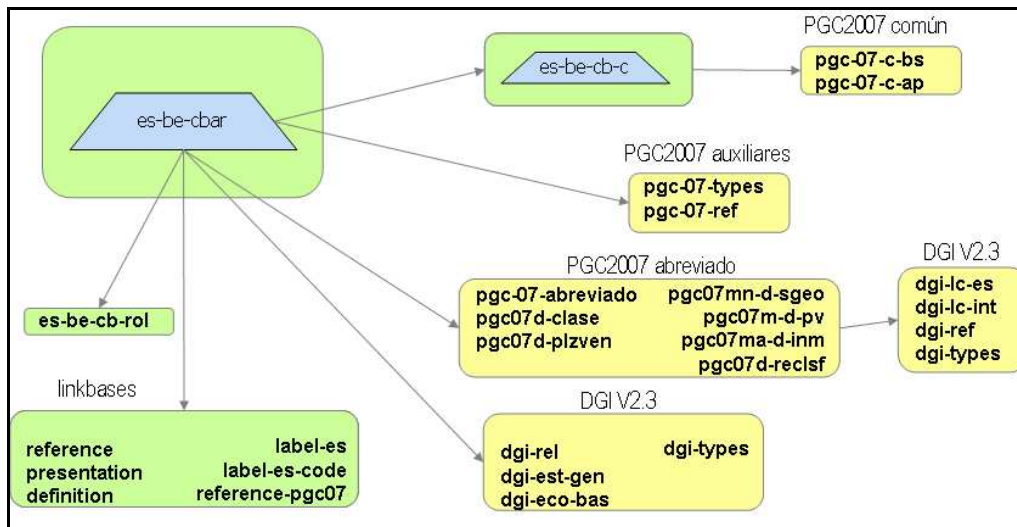 PGC2007 común
es-be-cb-c
pgc-07-c-bs
pgc-07-c-ap
es-be-cbar
PGC2007 auxiliares
pgc-07-types
pgc-07-ref
PGC2007 abreviado
pgc-07-abreviado pgc07mn-d-sgeo
pgc07d-clase pgc07m-d-pv
pgc07d-plzven pgc07ma-d-inm
pgc07d-reclsf
DGI V2.3
dgi-lc-es
dgi-lc-int
dgi-ref
dgi-types
es-be-cb-rol
linkbases
reference label-es
presentation label-es-code
definition reference-pgc07
DGI V2.3
dgi-rel dgi-types
dgi-est-gen
dgi-eco-bas